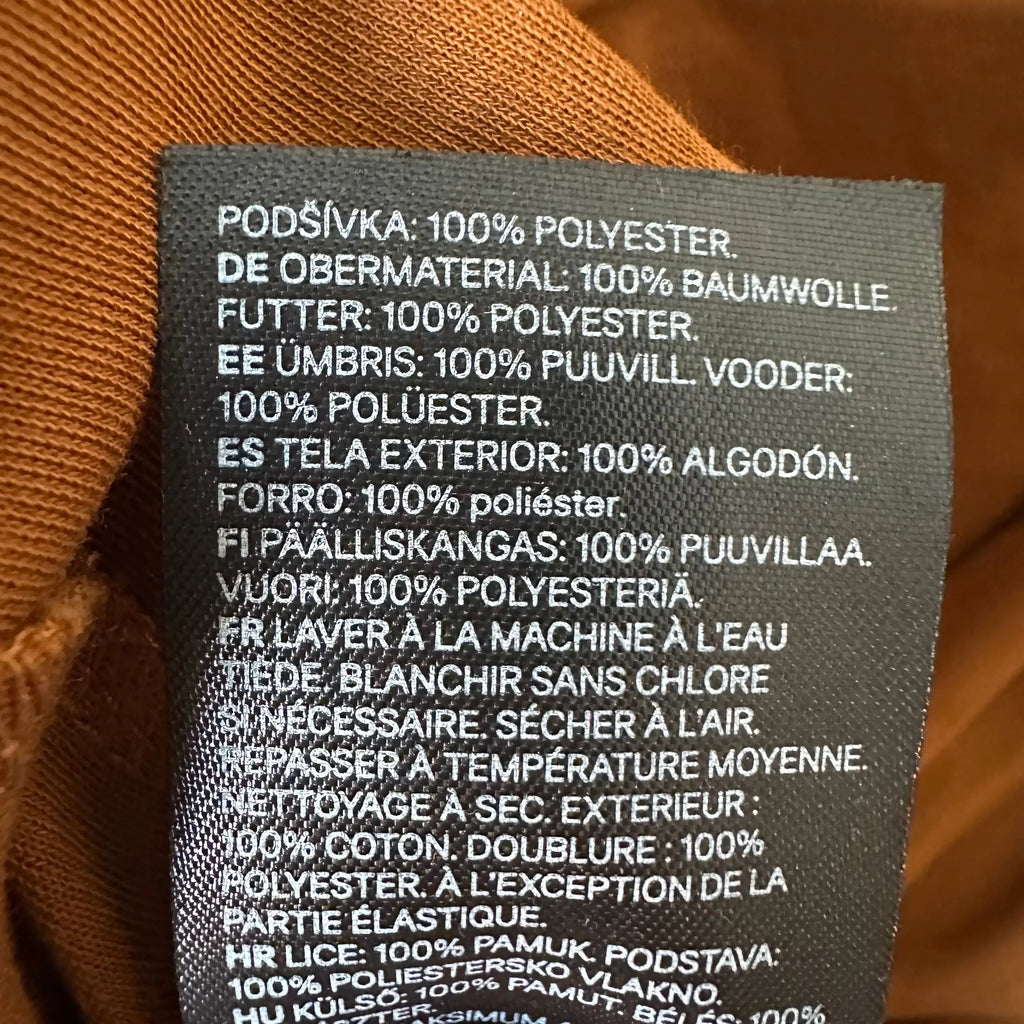 PODŠÍVKA: 100% POLYESTER.
DE OBERMATERIAL: 100% BAUMWOLLE.
FUTTER: 100% POLYESTER.
EE ÜMBRIS: 100% PUUVILL. VOODER:
100% POLÜESTER.
ES TELA EXTERIOR: 100% ALGODÓN.
FORRO: 100% poliéster.
FI PÄÄLLISKANGAS: 100% PUUVILLAA.
VUORI: 100% POLYESTERIÄ.
FR LAVER À LA MACHINE À L'EAU
TIÈDE. BLANCHIR SANS CHLORE
SI NÉCESSAIRE. SÉCHER À L'AIR.
REPASSER À TEMPÉRATURE MOYENNE.
NETTOYAGE À SEC. EXTERIEUR :
100% COTON. DOUBLURE : 100%
POLYESTER. À L'EXCEPTION DE LA
PARTIE ÉLASTIQUE.
HR LICE: 100% PAMUK. PODSTAVA:
100% POLIESTERSKO VLAKNO.
HU KÜLSŐ: 100% PAMUT. BÉLÉS: 100%